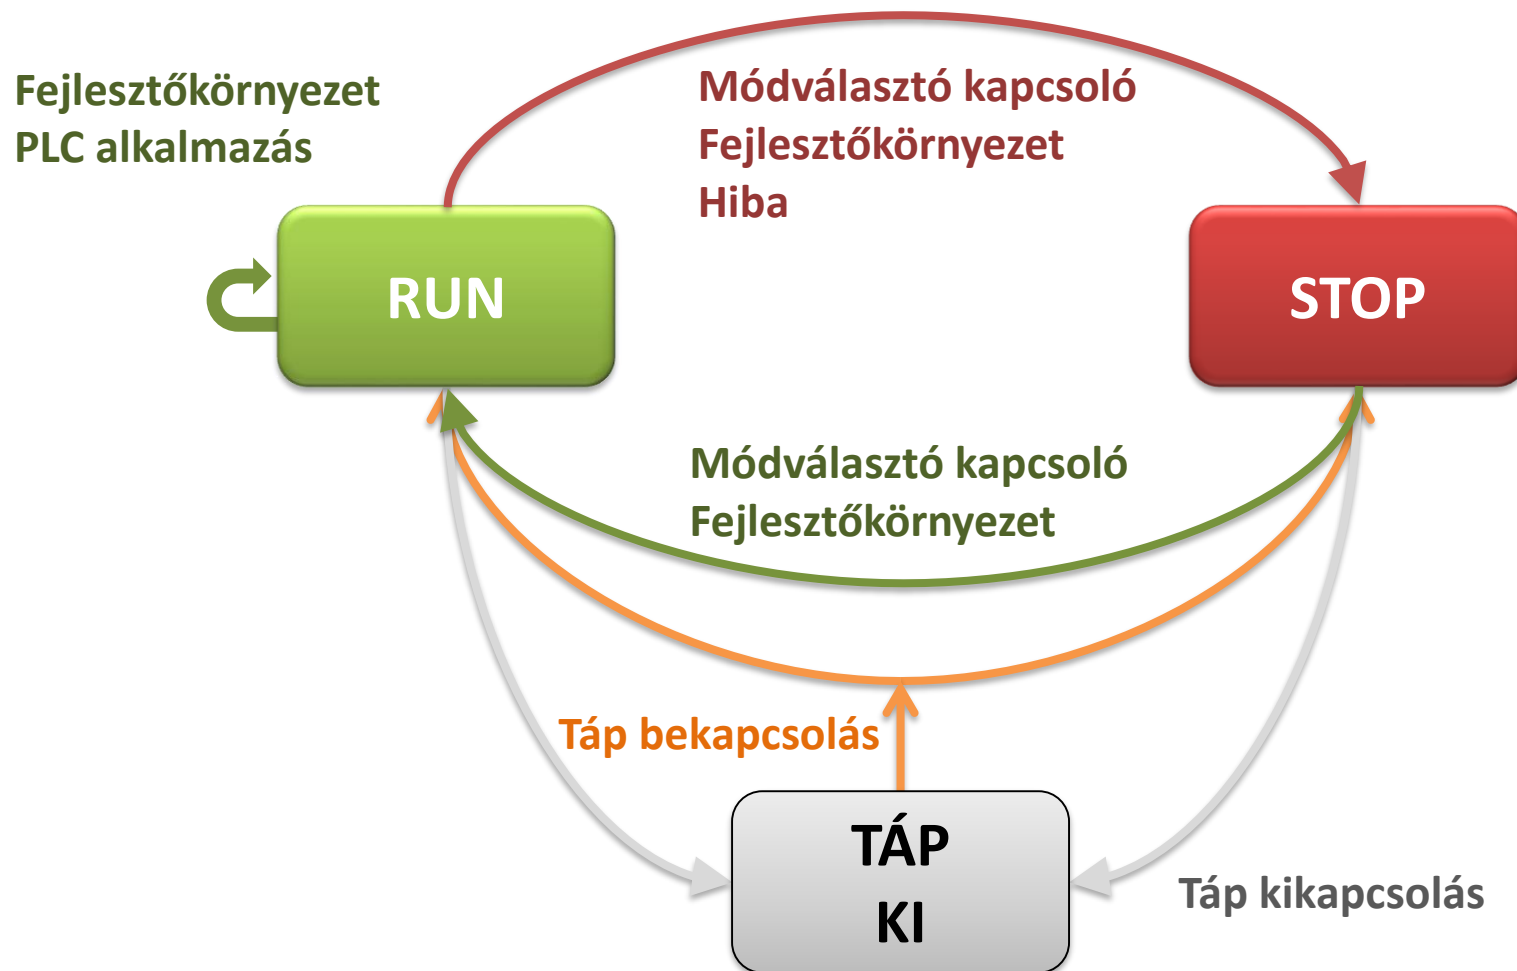 Fejlesztőkörnyezet
PLC alkalmazás
Módválasztó kapcsoló
Fejlesztőkörnyezet
Hiba
RUN
STOP
Módválasztó kapcsoló
Fejlesztőkörnyezet
Táp bekapcsolás
TÁP
KI
Táp kikapcsolás